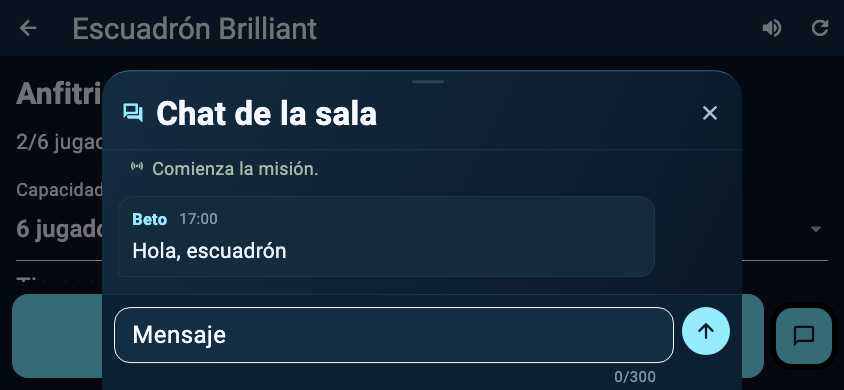 Escuadrón Brilliant
Anfitri
2/6 jugad
Capacidad
6 jugado
Chat de la sala
Comienza la misión.
Beto 17:00
Hola, escuadrón
Mensaje
0/300